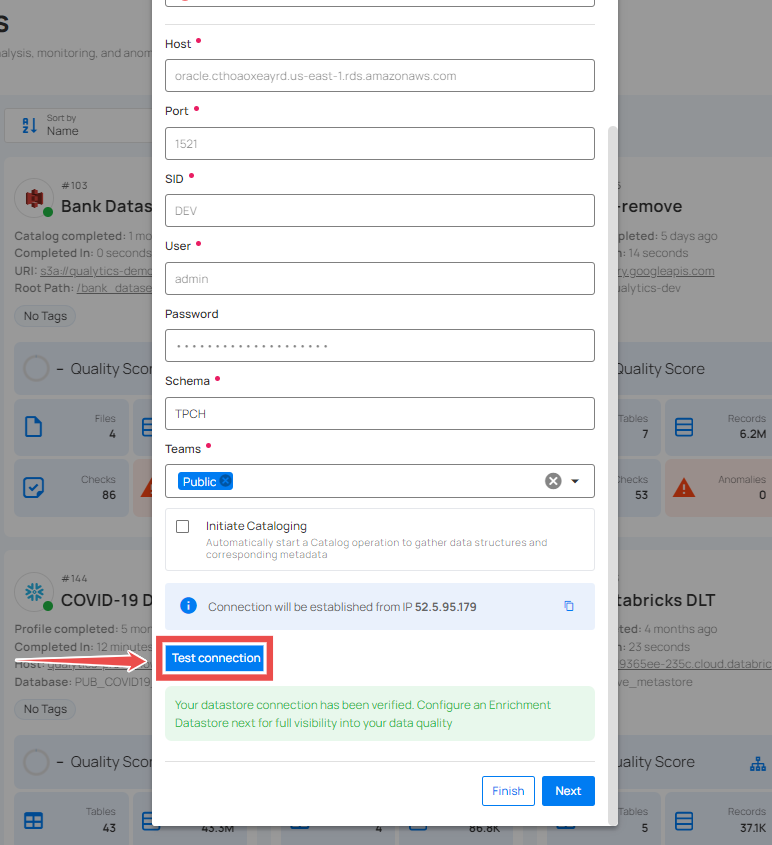 s
alysis, monitoring, and anom
Sort by
Name
#103
Bank Datas
Catalog completed: 1 mo
Completed In: 0 seconds
URI: s3a://qualytics-demo
Root Path: /bank_datase
No Tags
– Quality Scor
Files
4
Checks
86
#144
COVID-19 D
Profile completed: 5 mon
Completed In: 12 minutes
Host:
Database: PUB_COVID19_
No Tags
– Quality Scor
Tables
43
43.3M
Host •
oracle.cthoaoxeayrd.us-east-1.rds.amazonaws.com
Port •
1521
SID •
DEV
User •
admin
Password
••••••••••••••••••••
Schema •
TPCH
Teams •
Public
Initiate Cataloging
Automatically start a Catalog operation to gather data structures and
corresponding metadata
Connection will be established from IP 52.5.95.179
Test connection
Your datastore connection has been verified. Configure an Enrichment
Datastore next for full visibility into your data quality
Finish
Next
4
86.8K
5
-remove
pleted: 5 days ago
n: 14 seconds
ry.googleapis.com
ualytics-dev
Quality Score
Tables
7
Records
6.2M
Checks
53
Anomalies
0
tabricks DLT
ted: 4 months ago
n: 23 seconds
9365ee-235c.cloud.databric
ve_metastore
uality Score
Tables
5
Records
37.1K